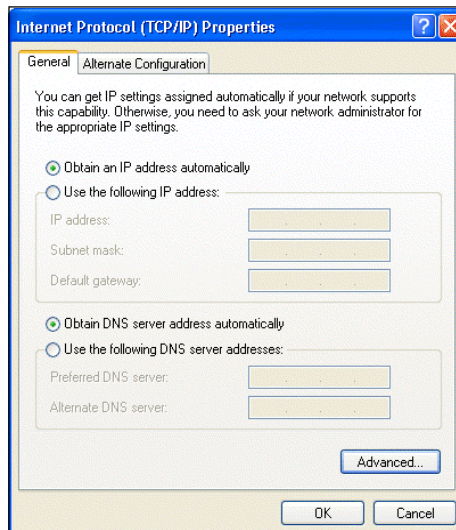 Internet Protocol (TCP/IP) Properties
General
Alternate Configuration
You can get IP settings assigned automatically if your network supports
this capability. Otherwise, you need to ask your network administrator for
the appropriate IP settings.
Obtain an IP address automatically
Use the following IP address:
IP address:
Subnet mask:
Default gateway:
Obtain DNS server address automatically
Use the following DNS server addresses:
Preferred DNS server:
Alternate DNS server:
Advanced...
OK
Cancel